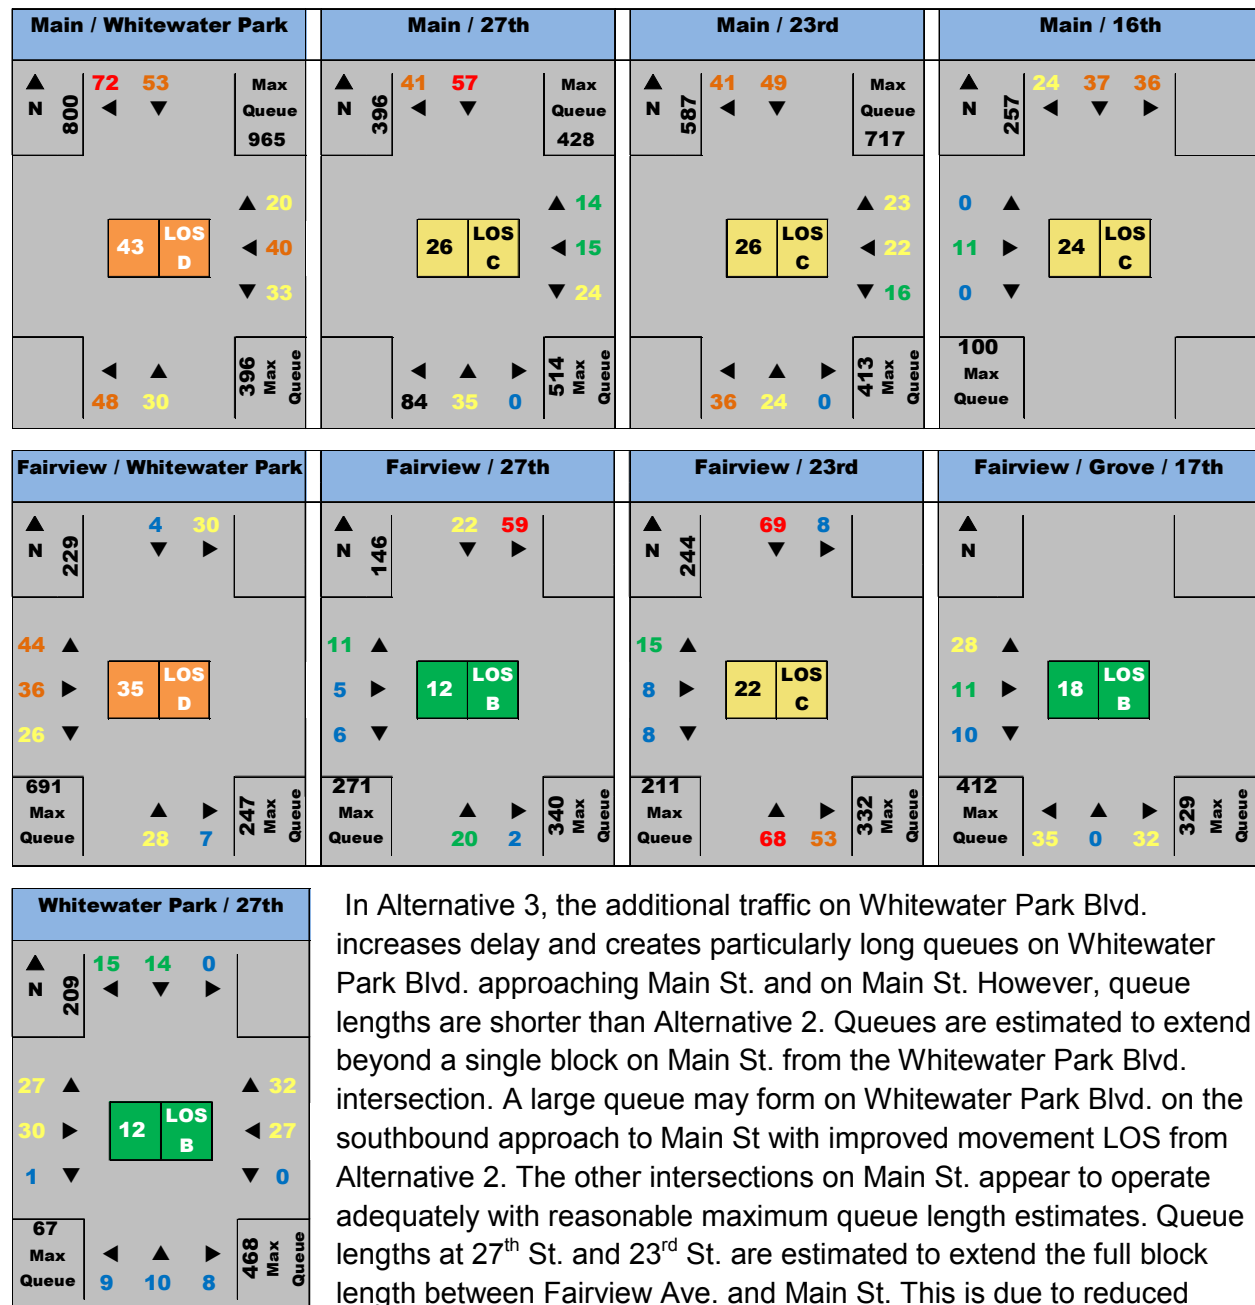 Main / Whitewater Park
N
800
72 53
Max
Queue
965
20
43 LOS D
40
33
48 30
396 Max Queue
Main / 27th
N
396
41 57
Max
Queue
428
14
26 LOS C
15
24
84 35 0
514 Max Queue
Main / 23rd
N
587
41 49
Max
Queue
717
23
26 LOS C
22
16
36 24 0
413 Max Queue
Main / 16th
N
257
24 37 36
0
11
24 LOS C
0
100
Max
Queue
Fairview / Whitewater Park
N
229
4 30
44
36
35 LOS D
26
691
Max
Queue
28 7
247 Max Queue
Fairview / 27th
N
146
22 59
11
5
12 LOS B
6
271
Max
Queue
20 2
340 Max Queue
Fairview / 23rd
N
244
69 8
15
8
22 LOS C
8
211
Max
Queue
68 53
332 Max Queue
Fairview / Grove / 17th
N
28
11
18 LOS B
10
412
Max
Queue
35 0 32
329 Max Queue
Whitewater Park / 27th
N
209
15 14 0
27
32
30
12 LOS B
27
1
0
67
Max
Queue
9 10 8
468 Max Queue
In Alternative 3, the additional traffic on Whitewater Park Blvd.
increases delay and creates particularly long queues on Whitewater
Park Blvd. approaching Main St. and on Main St. However, queue
lengths are shorter than Alternative 2. Queues are estimated to extend
beyond a single block on Main St. from the Whitewater Park Blvd.
intersection. A large queue may form on Whitewater Park Blvd. on the
southbound approach to Main St with improved movement LOS from
Alternative 2. The other intersections on Main St. appear to operate
adequately with reasonable maximum queue length estimates. Queue
lengths at 27th St. and 23rd St. are estimated to extend the full block
length between Fairview Ave. and Main St. This is due to reduced